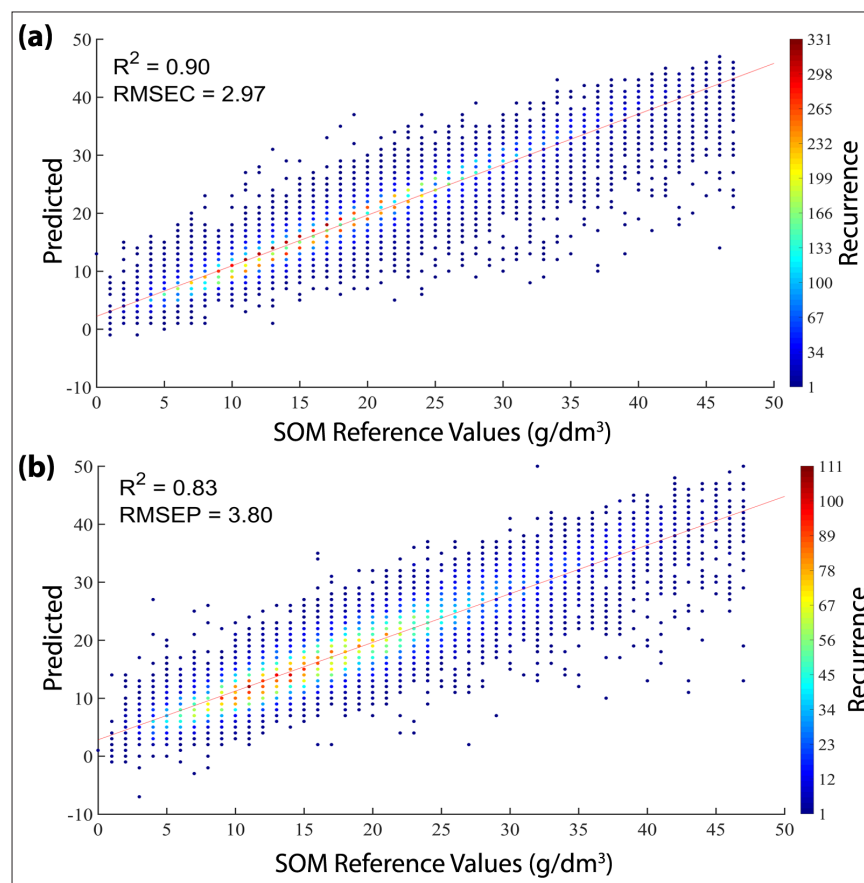 (a)
R² = 0.90
RMSEC = 2.97
Predicted
50
40
30
20
10
0
-10
0 5 10 15 20 25 30 35 40 45 50
SOM Reference Values (g/dm³)
331
298
265
232
199
166
133
100
67
34
1
Recurrence
(b)
R² = 0.83
RMSEP = 3.80
Predicted
50
40
30
20
10
0
-10
0 5 10 15 20 25 30 35 40 45 50
SOM Reference Values (g/dm³)
111
100
89
78
67
56
45
34
23
12
1
Recurrence